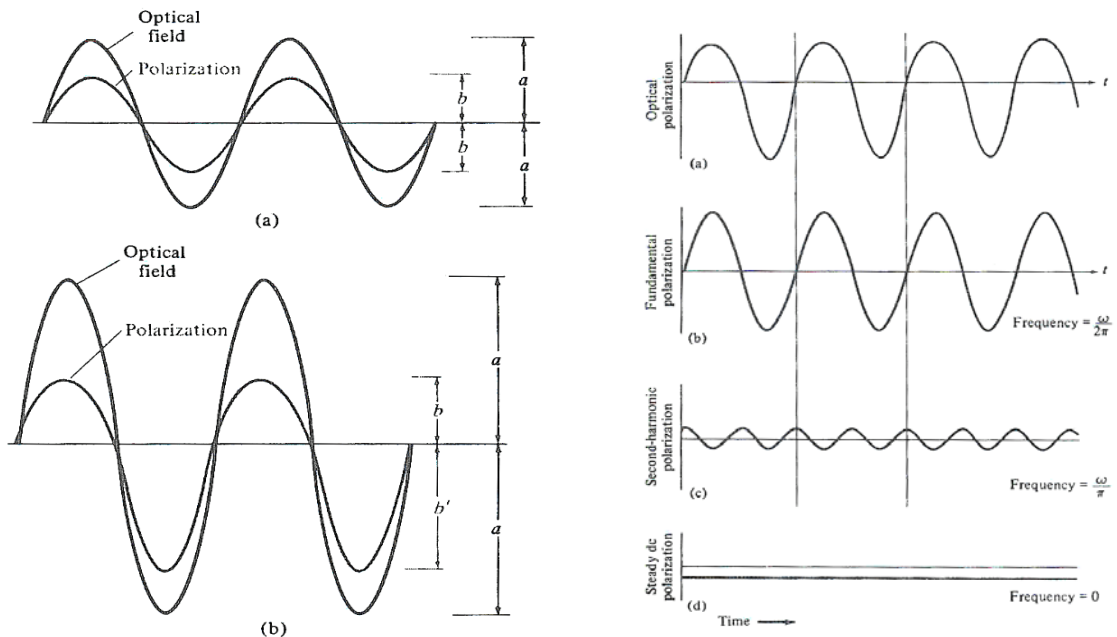 Optical
field
Polarization
b
b
a
a
(a)
Optical
field
Polarization
b
b'
a
a
(b)
Optical
polarization
t
(a)
Fundamental
polarization
t
Frequency = ω/2π
(b)
Second-harmonic
polarization
Frequency = ω/π
(c)
Steady dc
polarization
Frequency = 0
(d)
Time